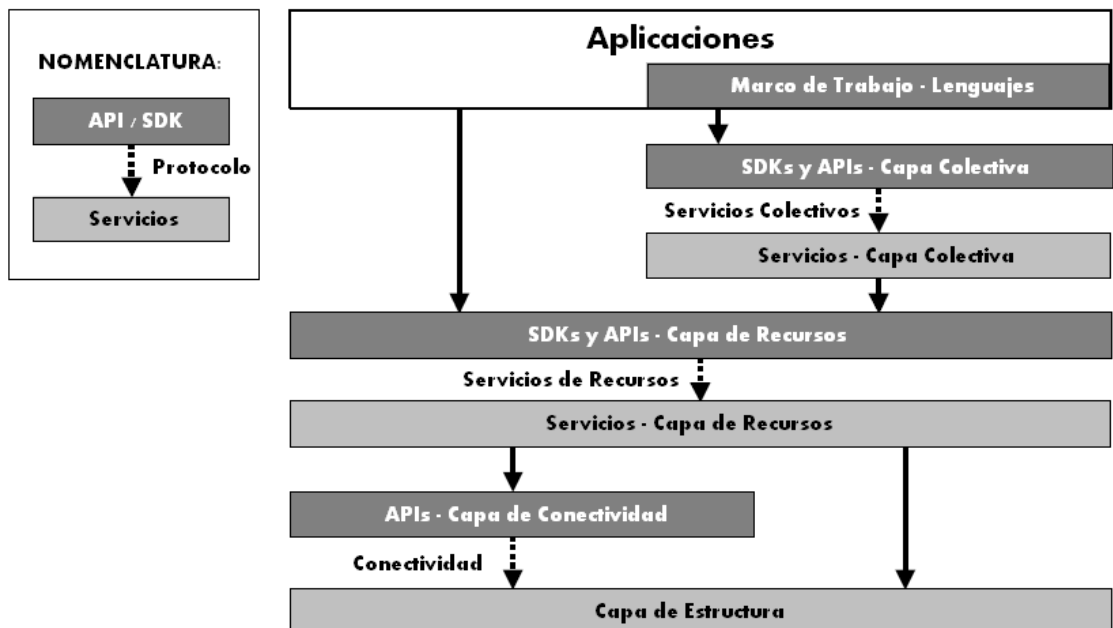 NOMENCLATURA:
API / SDK
Protocolo
Servicios
Aplicaciones
Marco de Trabajo - Lenguajes
SDKs y APIs - Capa Colectiva
Servicios Colectivos
Servicios - Capa Colectiva
SDKs y APIs - Capa de Recursos
Servicios de Recursos
Servicios - Capa de Recursos
APIs - Capa de Conectividad
Conectividad
Capa de Estructura